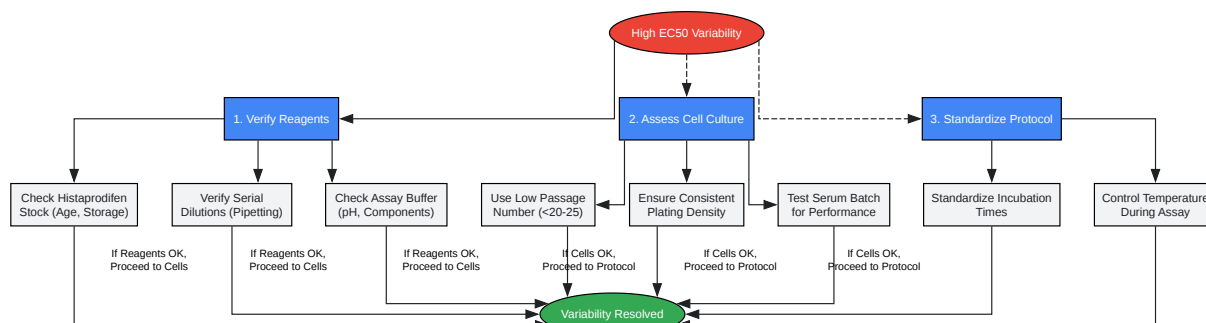 High EC50 Variability
1. Verify Reagents
2. Assess Cell Culture
3. Standardize Protocol
Check Histaprodifen
Stock (Age, Storage)
Verify Serial
Dilutions (Pipetting)
Check Assay Buffer
(pH, Components)
Use Low Passage
Number (<20-25)
Ensure Consistent
Plating Density
Test Serum Batch
for Performance
Standardize Incubation
Times
Control Temperature
During Assay
If Reagents OK,
Proceed to Cells
If Reagents OK,
Proceed to Cells
If Reagents OK,
Proceed to Cells
If Cells OK,
Proceed to Protocol
If Cells OK,
Proceed to Protocol
If Cells OK,
Proceed to Protocol
Variability Resolved